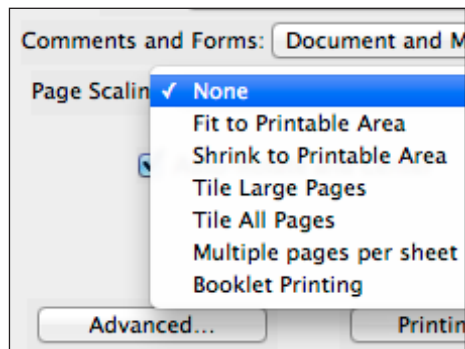 Comments and Forms: Document and M
Page Scalin ✓ None
Fit to Printable Area
Shrink to Printable Area
Tile Large Pages
Tile All Pages
Multiple pages per sheet
Booklet Printing
Advanced... Printin